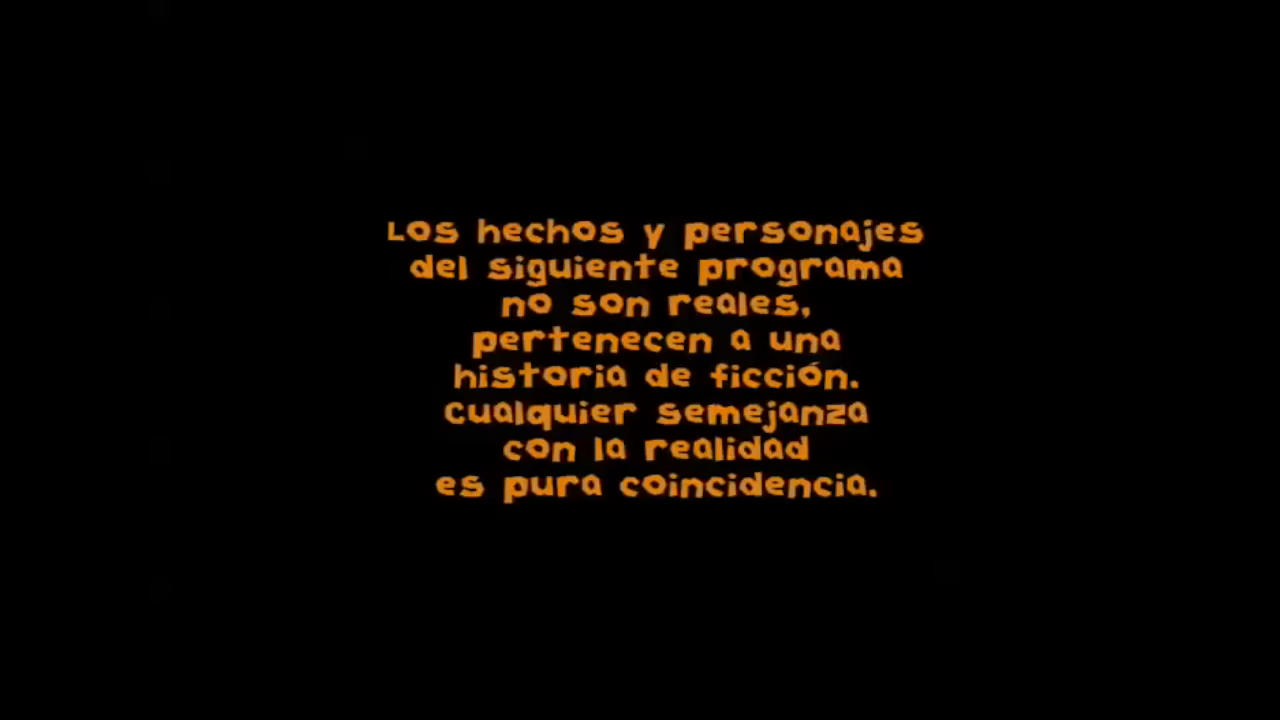 Los hechos y personajes
del siguiente programa
no son reales,
pertenecen a una
historia de ficción.
cualquier semejanza
con la realidad
es pura coincidencia.